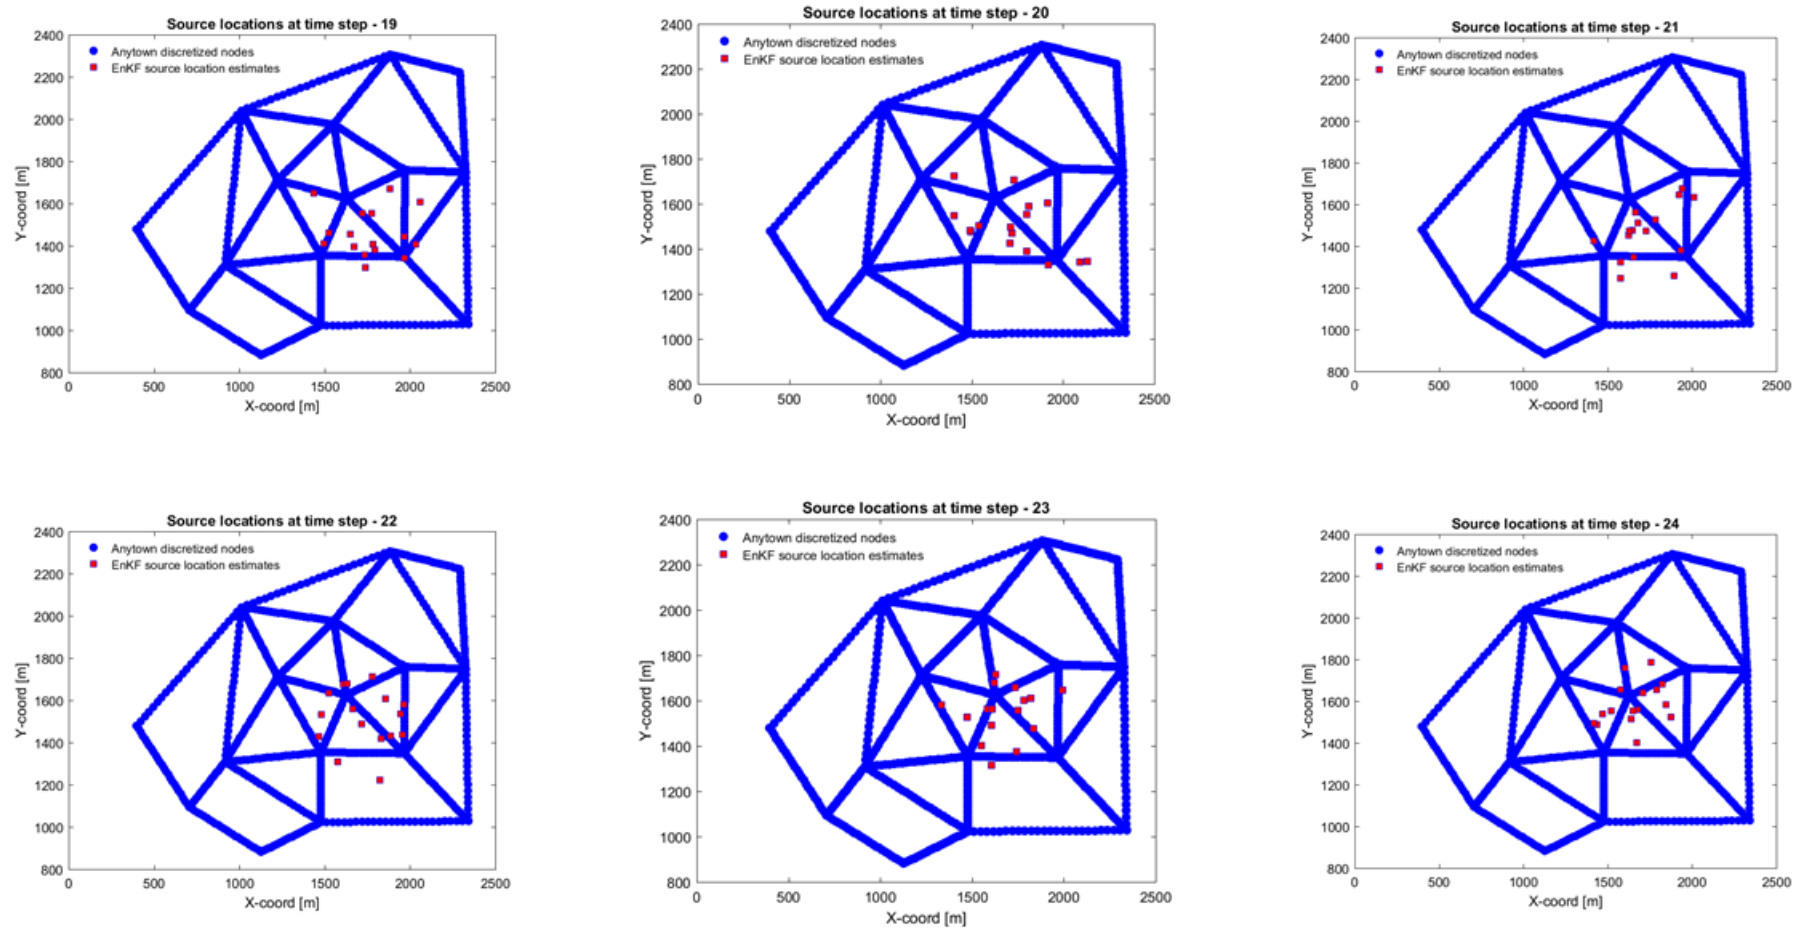 Source locations at time step - 19
Anytown discretized nodes
EnKF source location estimates
2400
2200
2000
1800
1600
1400
1200
1000
800
Y-coord [m]
0 500 1000 1500 2000 2500
X-coord [m]
Source locations at time step - 20
Anytown discretized nodes
EnKF source location estimates
2400
2200
2000
1800
1600
1400
1200
1000
800
Y-coord [m]
0 500 1000 1500 2000 2500
X-coord [m]
Source locations at time step - 21
Anytown discretized nodes
EnKF source location estimates
2400
2200
2000
1800
1600
1400
1200
1000
800
Y-coord [m]
0 500 1000 1500 2000 2500
X-coord [m]
Source locations at time step - 22
Anytown discretized nodes
EnKF source location estimates
2400
2200
2000
1800
1600
1400
1200
1000
800
Y-coord [m]
0 500 1000 1500 2000 2500
X-coord [m]
Source locations at time step - 23
Anytown discretized nodes
EnKF source location estimates
2400
2200
2000
1800
1600
1400
1200
1000
800
Y-coord [m]
0 500 1000 1500 2000 2500
X-coord [m]
Source locations at time step - 24
Anytown discretized nodes
EnKF source location estimates
2400
2200
2000
1800
1600
1400
1200
1000
800
Y-coord [m]
0 500 1000 1500 2000 2500
X-coord [m]